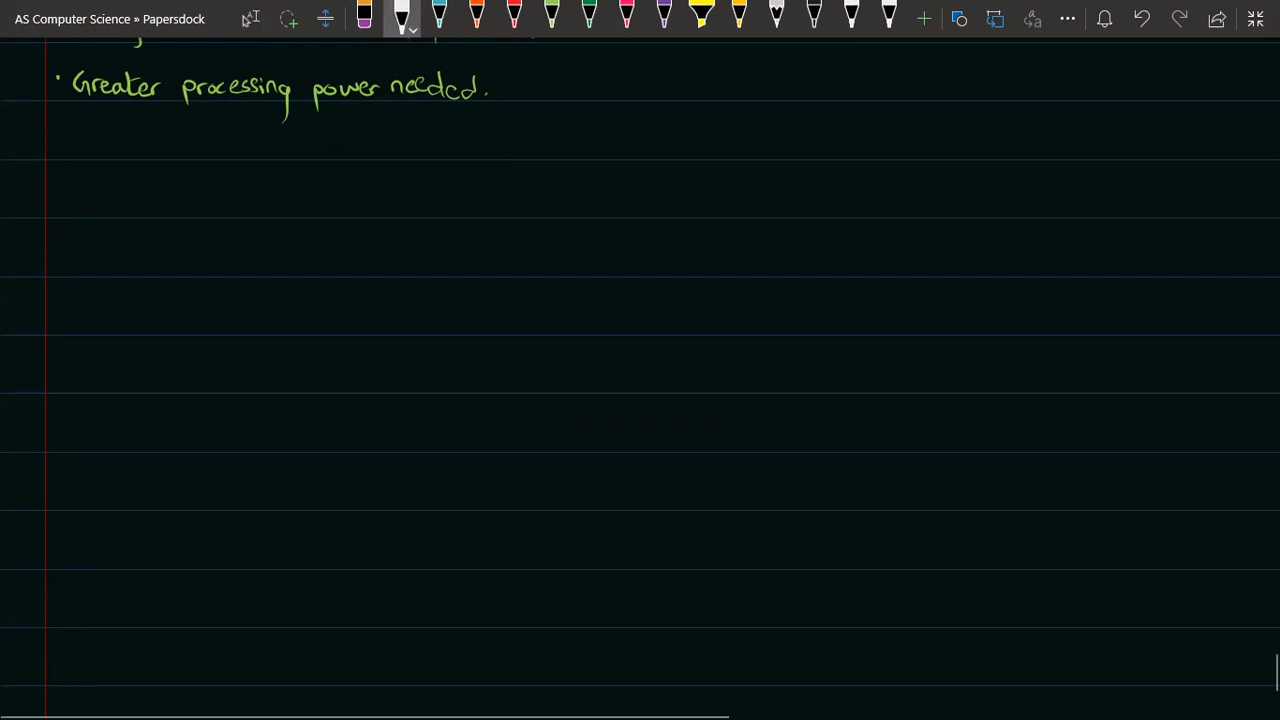 AS Computer Science » Papersdock
· Greater processing power needed.